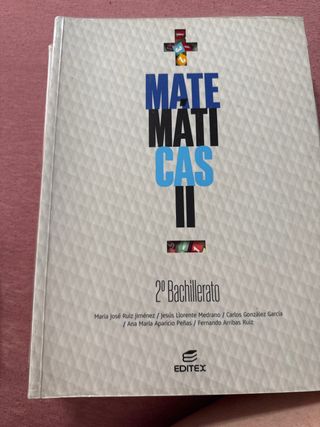 MATE
MÁTI
CAS
II
2º Bachillerato
María José Ruiz Jiménez / Jesús Llorente Medrano / Carlos González García
/ Ana María Aparicio Peñas / Fernando Arribas Ruiz
EDITEX